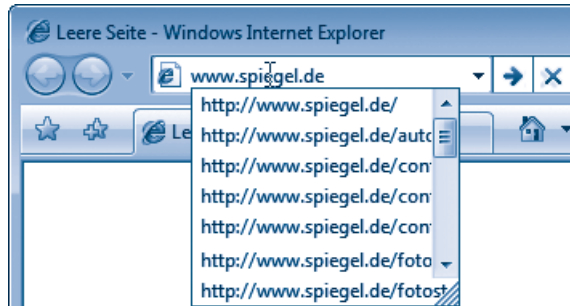 Leere Seite - Windows Internet Explorer
www.spiegel.de
http://www.spiegel.de/
http://www.spiegel.de/auto
Le
http://www.spiegel.de/con
http://www.spiegel.de/con
http://www.spiegel.de/con
http://www.spiegel.de/foto
http://www.spiegel.de/fotost